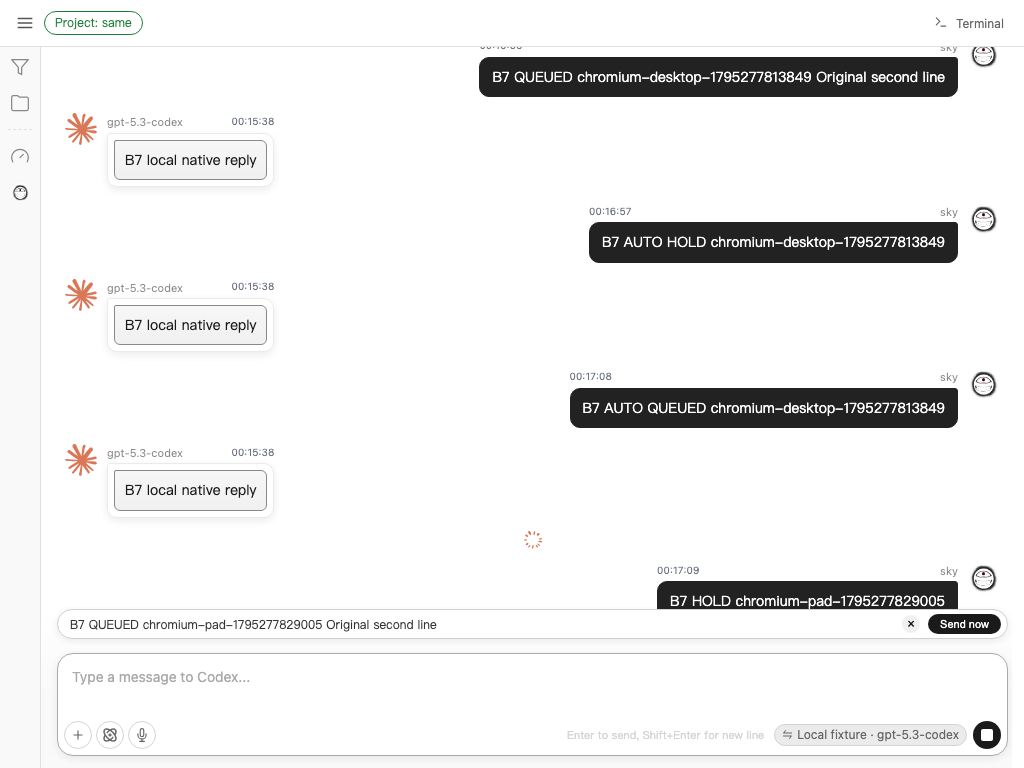 Project: same
Terminal
sky
B7 QUEUED chromium-desktop-1795277813849 Original second line
gpt-5.3-codex 00:15:38
B7 local native reply
00:16:57 sky
B7 AUTO HOLD chromium-desktop-1795277813849
gpt-5.3-codex 00:15:38
B7 local native reply
00:17:08 sky
B7 AUTO QUEUED chromium-desktop-1795277813849
gpt-5.3-codex 00:15:38
B7 local native reply
00:17:09 sky
B7 HOLD chromium-pad-1795277829005
B7 QUEUED chromium-pad-1795277829005 Original second line
Send now
Type a message to Codex...
Enter to send, Shift+Enter for new line
Local fixture · gpt-5.3-codex